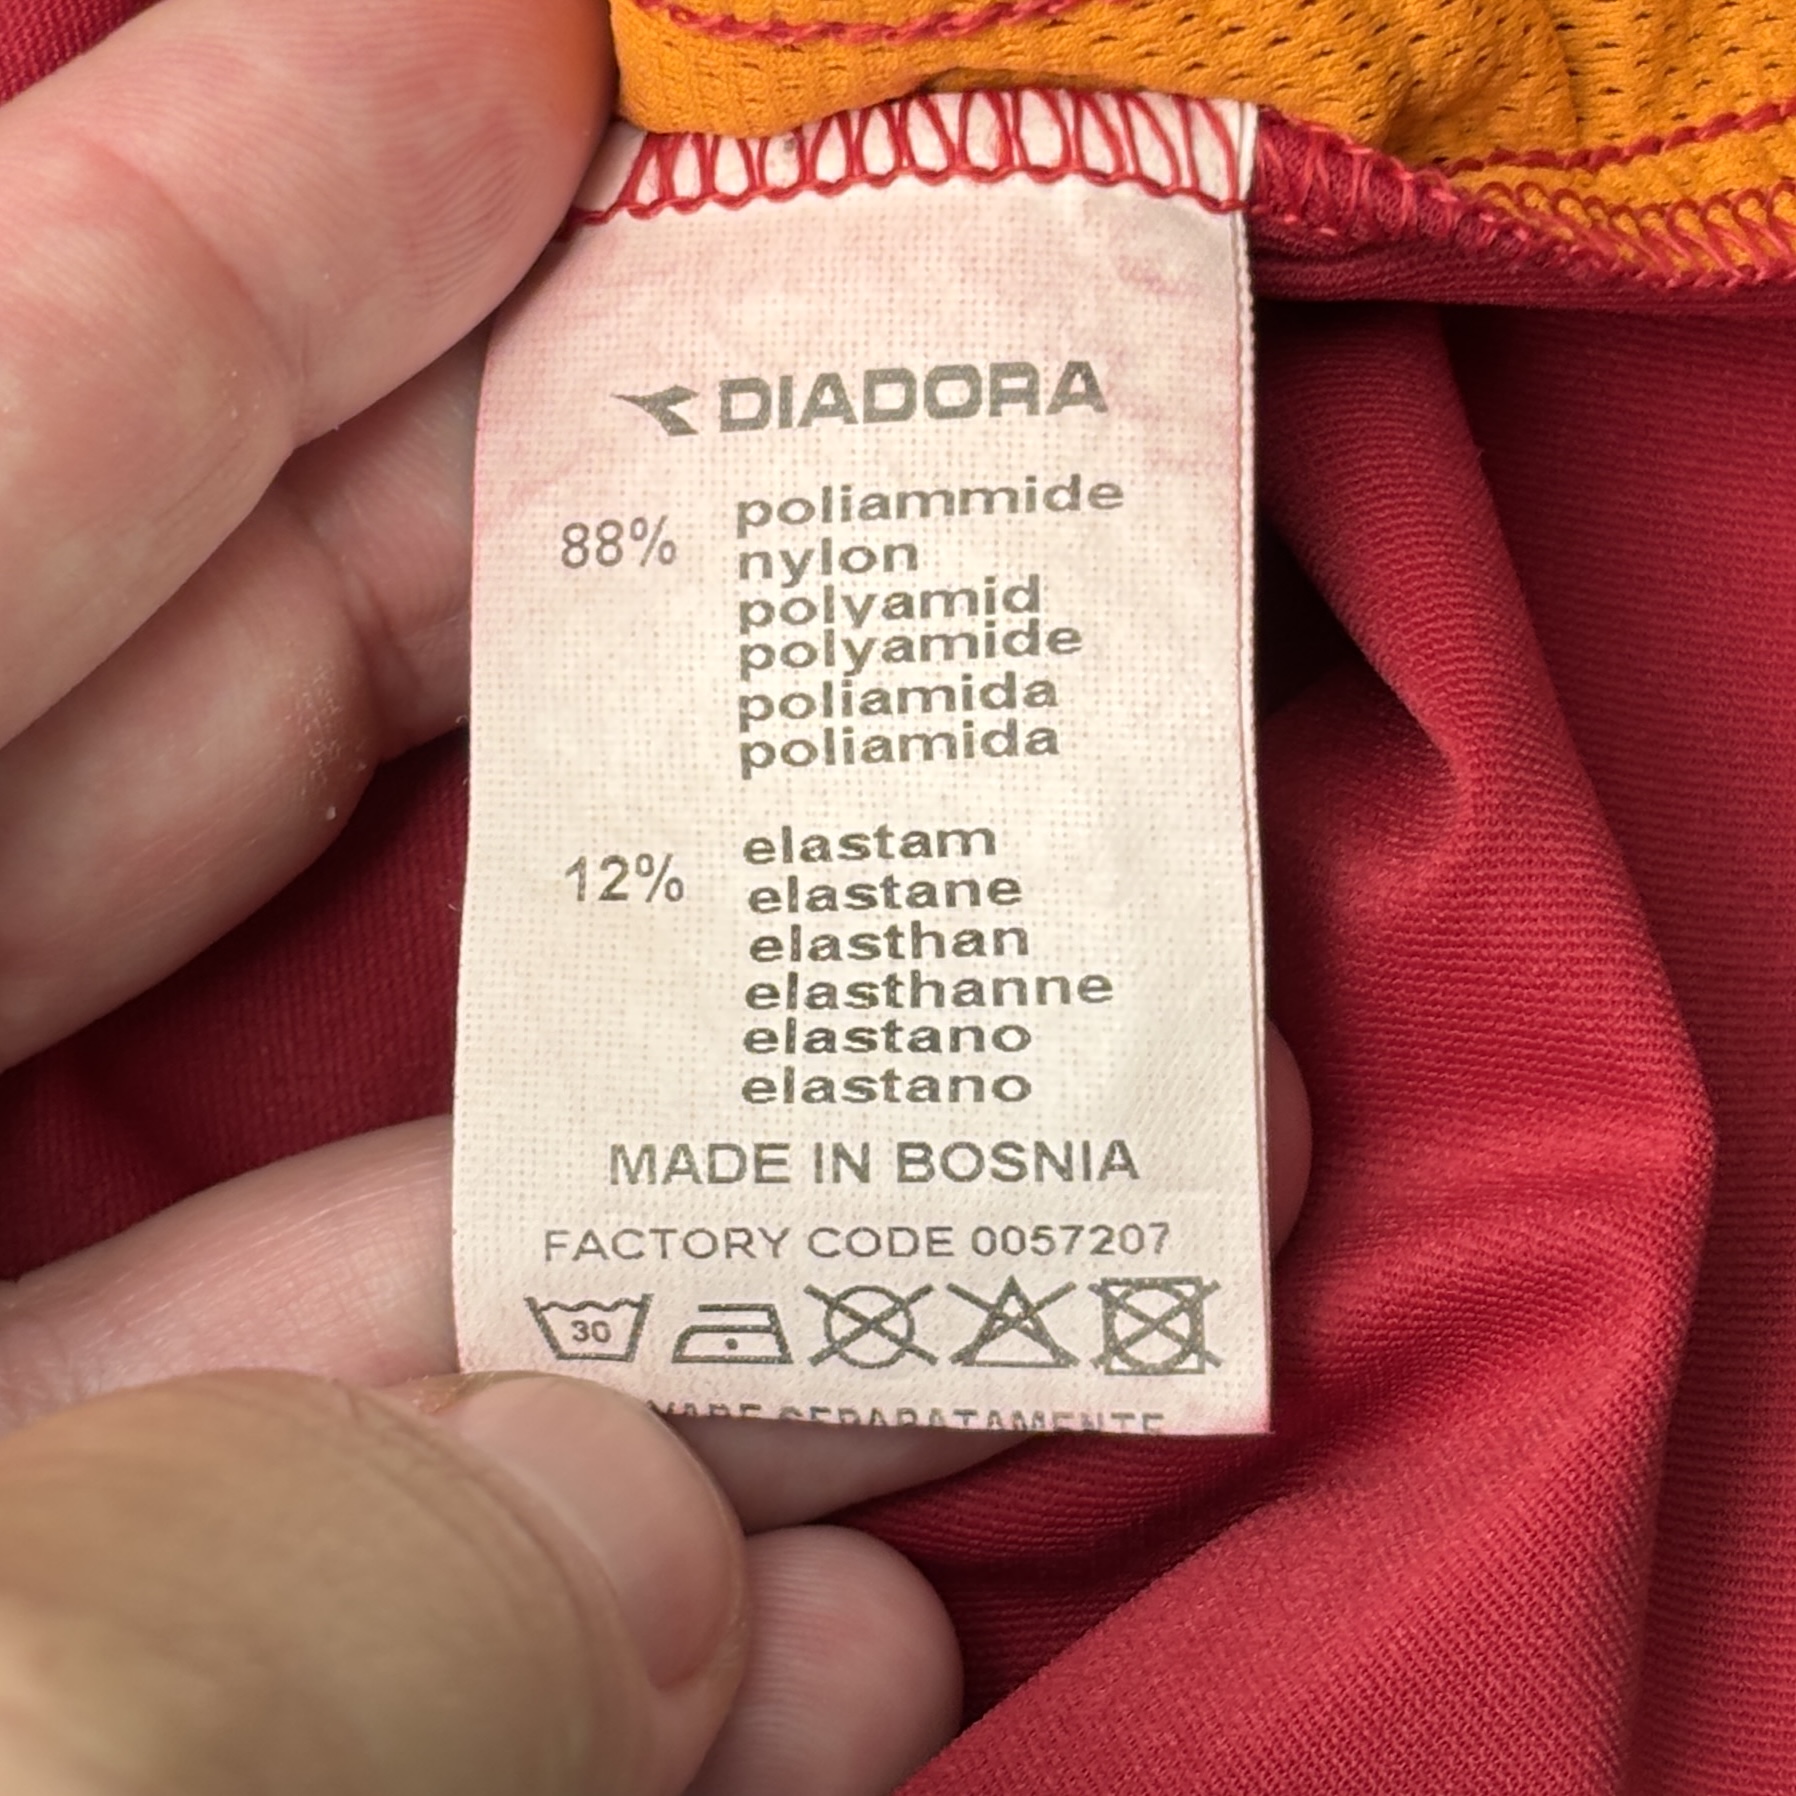 DIADORA
88% poliammide
nylon
polyamid
polyamide
poliamida
poliamida
12% elastam
elastane
elasthan
elasthanne
elastano
elastano
MADE IN BOSNIA
FACTORY CODE 0057207
30
SEPARATAMENTE